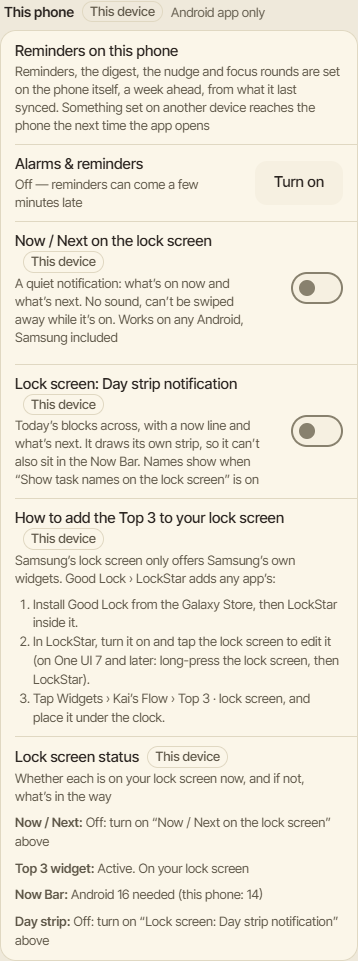 This phone This device Android app only
Reminders on this phone
Reminders, the digest, the nudge and focus rounds are set
on the phone itself, a week ahead, from what it last
synced. Something set on another device reaches the
phone the next time the app opens
Alarms & reminders
Off — reminders can come a few
minutes late
Turn on
Now / Next on the lock screen
This device
A quiet notification: what's on now and
what's next. No sound, can't be swiped
away while it's on. Works on any Android,
Samsung included
Lock screen: Day strip notification
This device
Today's blocks across, with a now line and
what's next. It draws its own strip, so it can't
also sit in the Now Bar. Names show when
“Show task names on the lock screen” is on
How to add the Top 3 to your lock screen
This device
Samsung's lock screen only offers Samsung's own
widgets. Good Lock › LockStar adds any app's:
1. Install Good Lock from the Galaxy Store, then LockStar
inside it.
2. In LockStar, turn it on and tap the lock screen to edit it
(on One UI 7 and later: long-press the lock screen, then
LockStar).
3. Tap Widgets › Kai's Flow › Top 3 · lock screen, and
place it under the clock.
Lock screen status This device
Whether each is on your lock screen now, and if not,
what's in the way
Now / Next: Off: turn on “Now / Next on the lock screen”
above
Top 3 widget: Active. On your lock screen
Now Bar: Android 16 needed (this phone: 14)
Day strip: Off: turn on “Lock screen: Day strip notification”
above